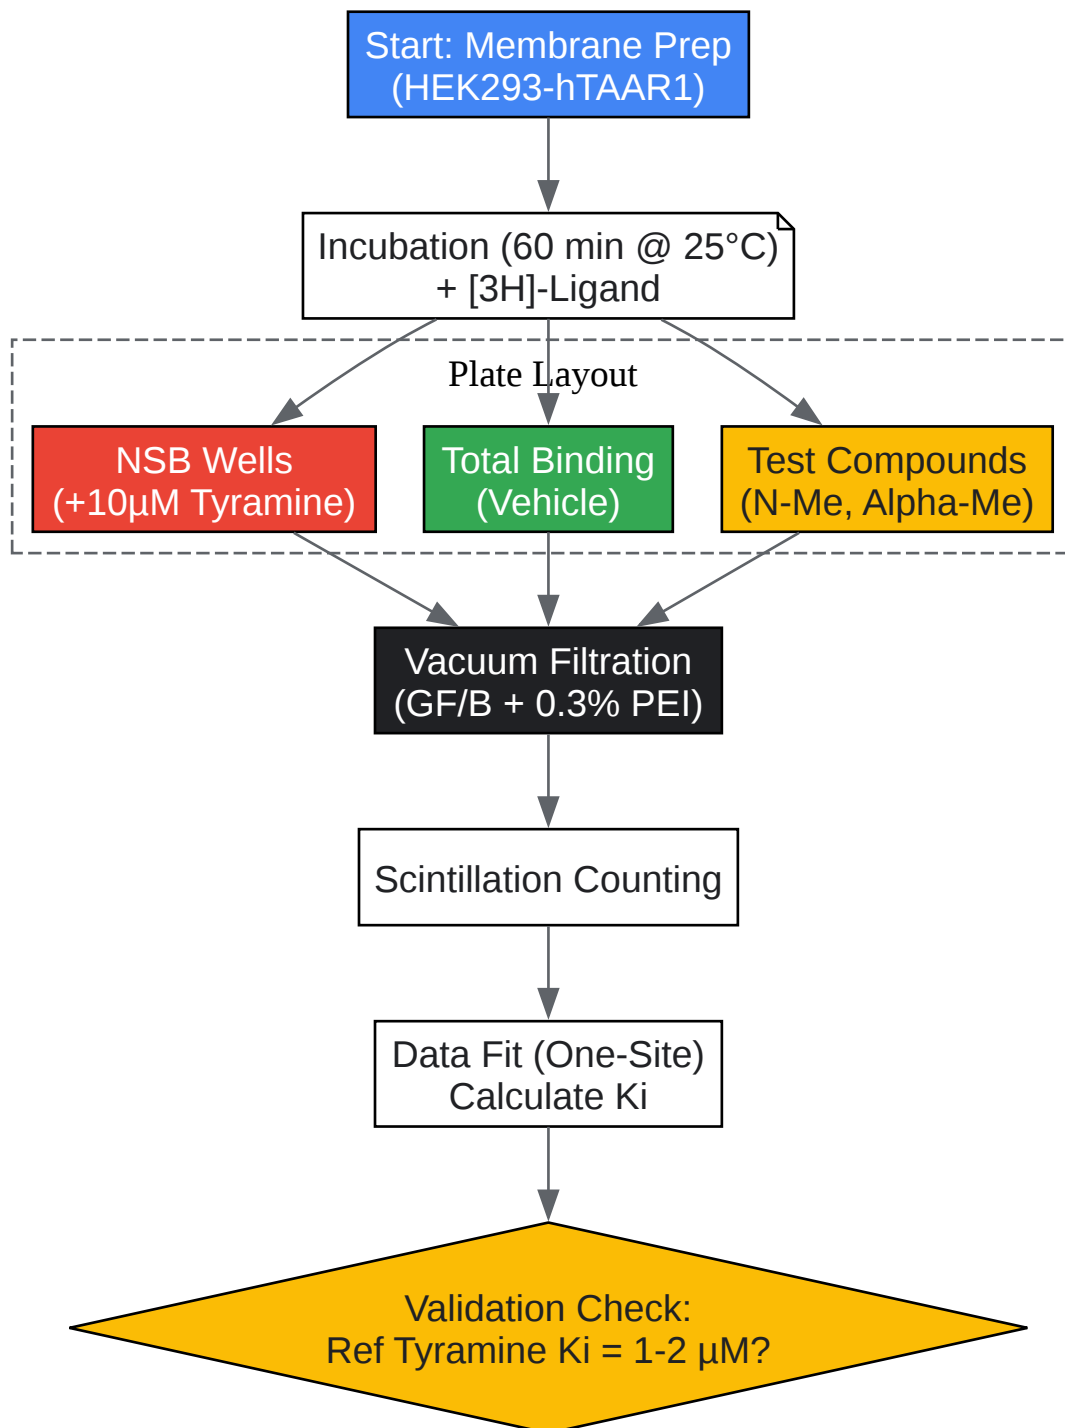 Start: Membrane Prep
(HEK293-hTAAR1)
Incubation (60 min @ 25°C)
+ [3H]-Ligand
Plate Layout
NSB Wells
(+10µM Tyramine)
Total Binding
(Vehicle)
Test Compounds
(N-Me, Alpha-Me)
Vacuum Filtration
(GF/B + 0.3% PEI)
Scintillation Counting
Data Fit (One-Site)
Calculate Ki
Validation Check:
Ref Tyramine Ki = 1-2 µM?